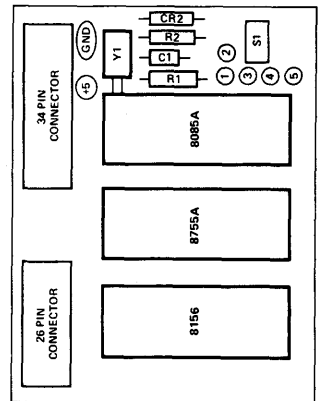 CR2
R2
C1
R1
Y1
GND
+5
S1
2
1
3
4
5
34 PIN
CONNECTOR
8085A
8755A
26 PIN
CONNECTOR
8156